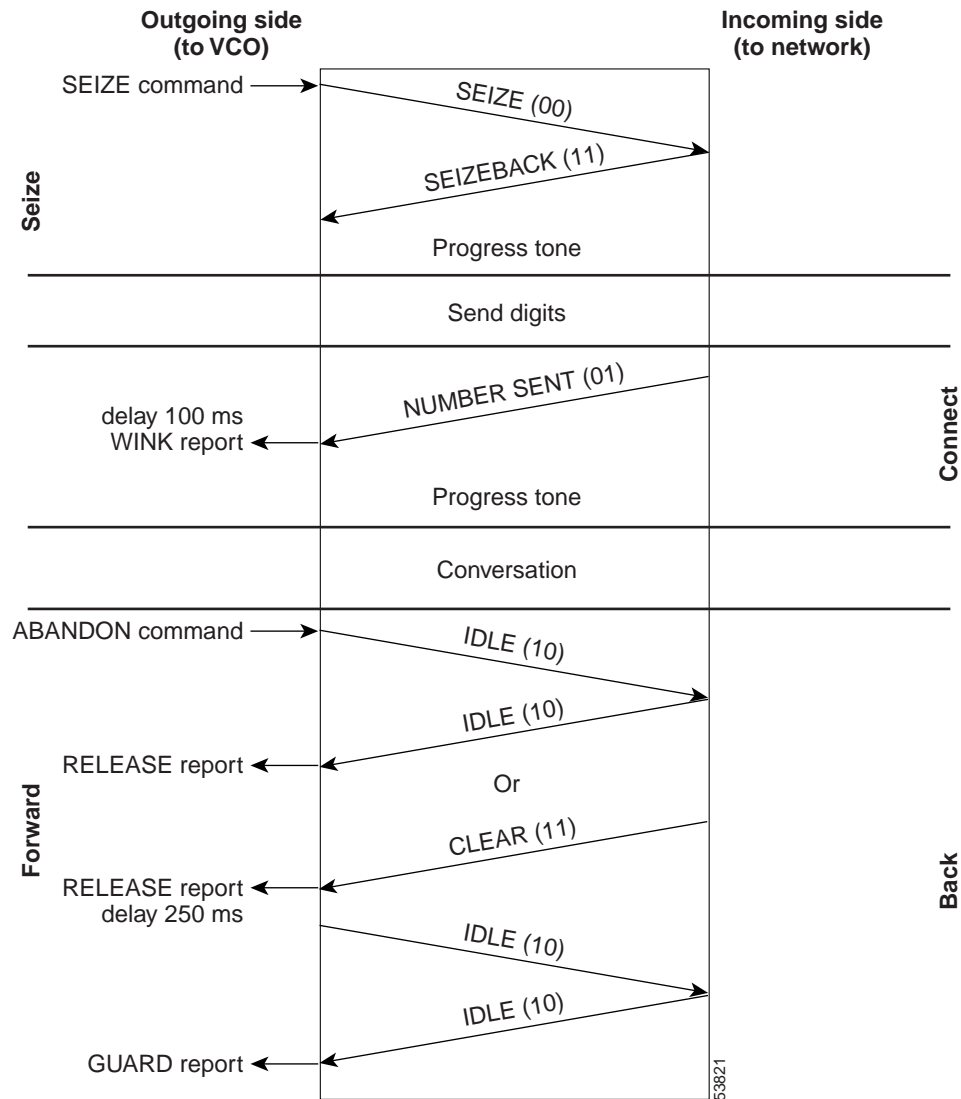 Outgoing side
(to VCO)
Incoming side
(to network)
SEIZE command
SEIZE (00)
SEIZEBACK (11)
Seize
Progress tone
Send digits
NUMBER SENT (01)
delay 100 ms
WINK report
Connect
Progress tone
Conversation
ABANDON command
IDLE (10)
IDLE (10)
RELEASE report
Or
Forward
CLEAR (11)
RELEASE report
delay 250 ms
Back
IDLE (10)
IDLE (10)
GUARD report
53821